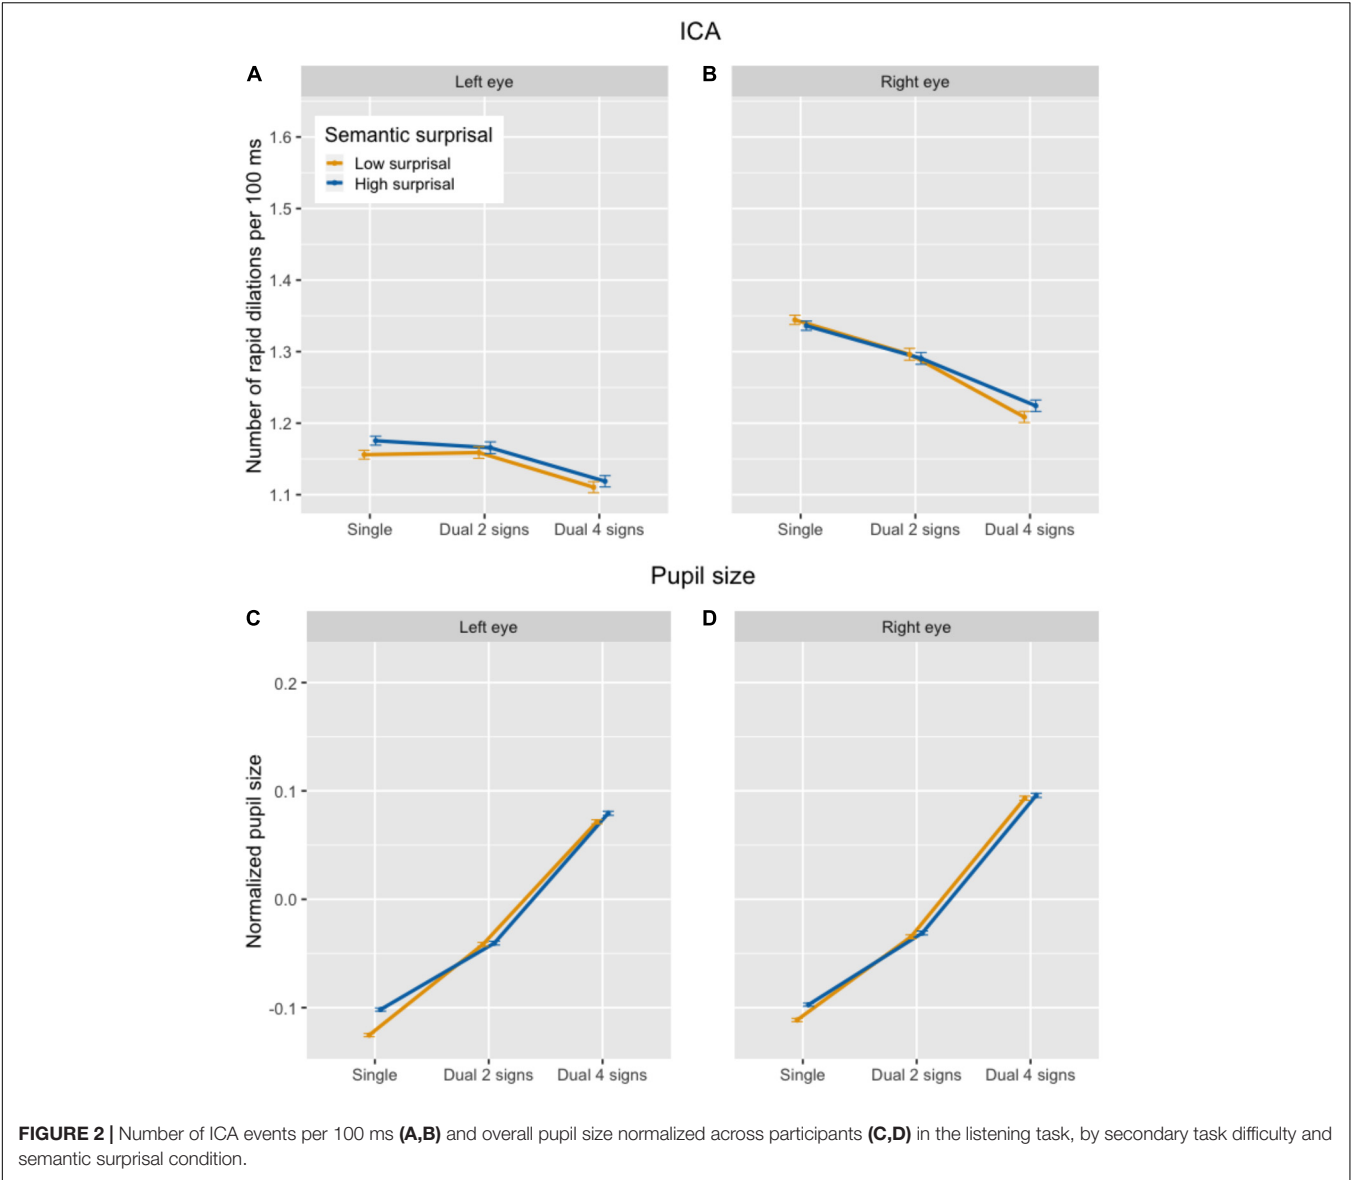 ICA
A
Left eye
B
Right eye
Number of rapid dilations per 100 ms
1.6
1.5
1.4
1.3
1.2
1.1
Semantic surprisal
Low surprisal
High surprisal
Single
Dual 2 signs
Dual 4 signs
Single
Dual 2 signs
Dual 4 signs
Pupil size
C
Left eye
D
Right eye
Normalized pupil size
0.2
0.1
0.0
-0.1
Single
Dual 2 signs
Dual 4 signs
Single
Dual 2 signs
Dual 4 signs
FIGURE 2 | Number of ICA events per 100 ms (A,B) and overall pupil size normalized across participants (C,D) in the listening task, by secondary task difficulty and
semantic surprisal condition.